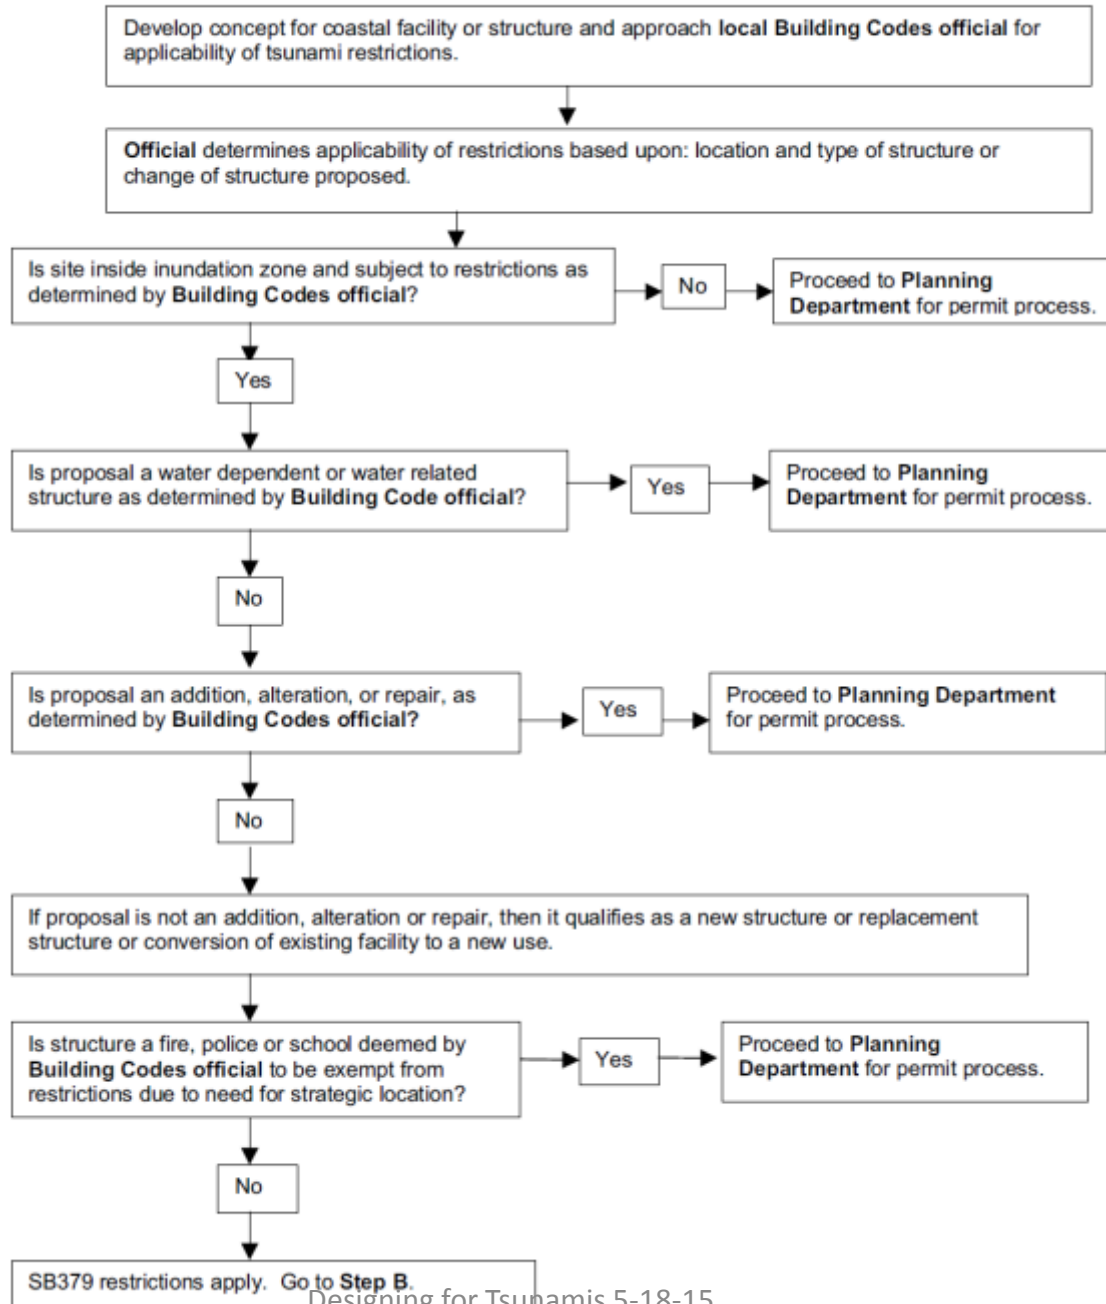 Develop concept for coastal facility or structure and approach local Building Codes official for
applicability of tsunami restrictions.
Official determines applicability of restrictions based upon: location and type of structure or
change of structure proposed.
Is site inside inundation zone and subject to restrictions as
determined by Building Codes official?
No
Proceed to Planning
Department for permit process.
Yes
Is proposal a water dependent or water related
structure as determined by Building Code official?
Yes
Proceed to Planning
Department for permit process.
No
Is proposal an addition, alteration, or repair, as
determined by Building Codes official?
Yes
Proceed to Planning Department
for permit process.
No
If proposal is not an addition, alteration or repair, then it qualifies as a new structure or replacement
structure or conversion of existing facility to a new use.
Is structure a fire, police or school deemed by
Building Codes official to be exempt from
restrictions due to need for strategic location?
Yes
Proceed to Planning
Department for permit process.
No
SB379 restrictions apply. Go to Step B.
Designing for Tsunamis 5-18-15